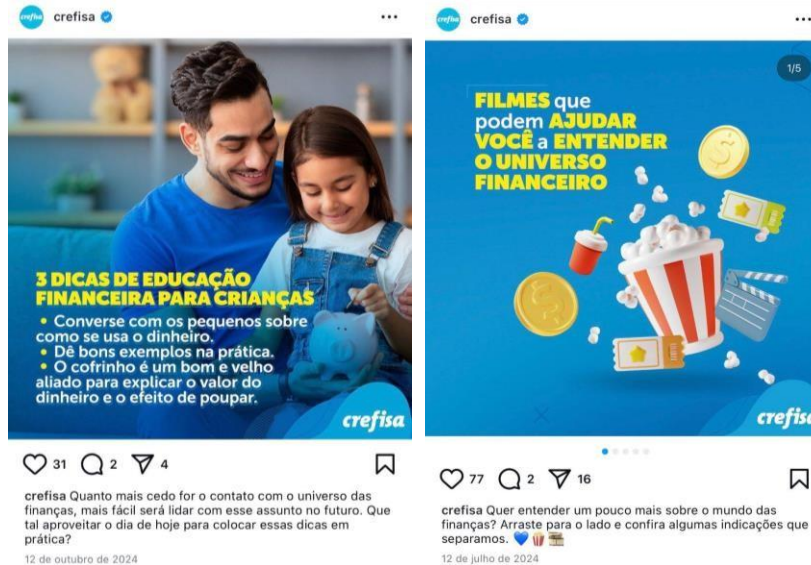 crefisa
crefisa
3 DICAS DE EDUCAÇÃO
FINANCEIRA PARA CRIANÇAS
• Converse com os pequenos sobre
como se usa o dinheiro.
• Dê bons exemplos na prática.
• O cofrinho é um bom e velho
aliado para explicar o valor do
dinheiro e o efeito de poupar.
crefisa
31 2 4
crefisa Quanto mais cedo for o contato com o universo das
finanças, mais fácil será lidar com esse assunto no futuro. Que
tal aproveitar o dia de hoje para colocar essas dicas em
prática?
12 de outubro de 2024
crefisa
crefisa
1/5
FILMES que
podem AJUDAR
VOCÊ a ENTENDER
O UNIVERSO
FINANCEIRO
crefisa
77 2 16
crefisa Quer entender um pouco mais sobre o mundo das
finanças? Arraste para o lado e confira algumas indicações que
separamos. 💙🍿🎬
12 de julho de 2024